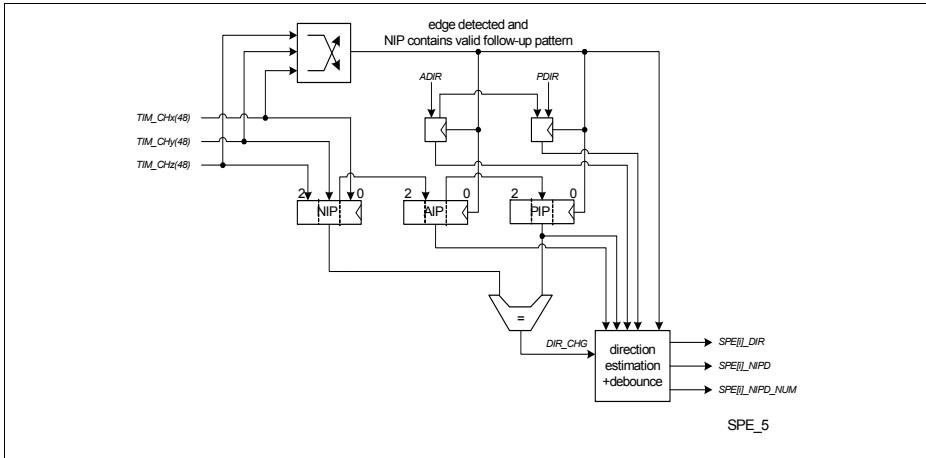 edge detected and
NIP contains valid follow-up pattern
ADIR
PDIR
TIM_CHx(48)
TIM_CHy(48)
TIM_CHz(48)
2 0
NIP
2 0
AIP
2 0
PIP
=
DIR_CHG
direction
estimation
+debounce
SPE[i]_DIR
SPE[i]_NIPD
SPE[i]_NIPD_NUM
SPE_5